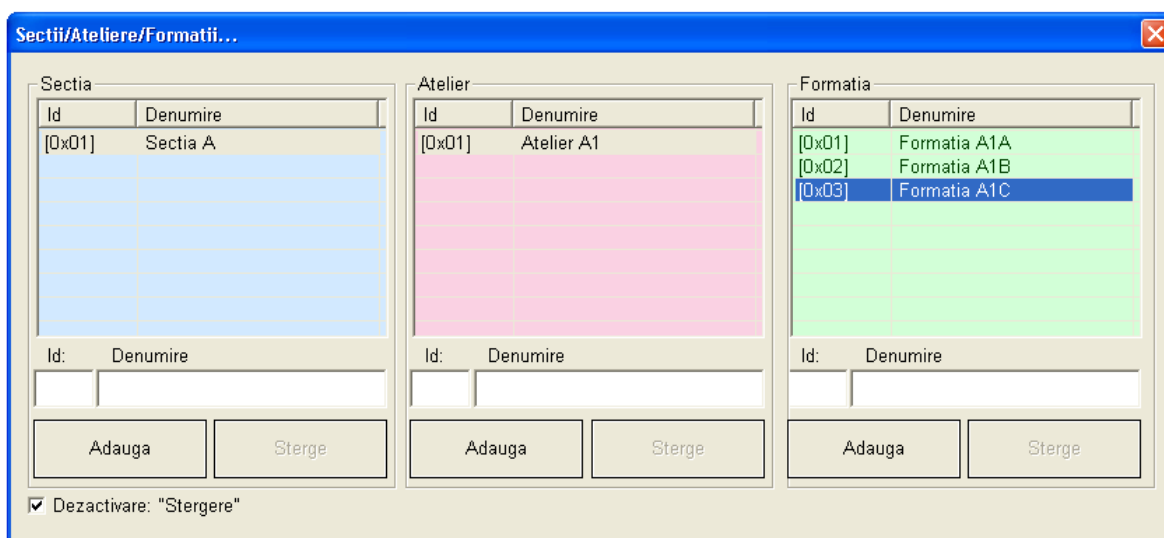 Sectii/Ateliere/Formatii...
Sectia
Id Denumire
[0x01] Sectia A
Id: Denumire
Adauga Sterge
Atelier
Id Denumire
[0x01] Atelier A1
Id: Denumire
Adauga Sterge
Formatia
Id Denumire
[0x01] Formatia A1A
[0x02] Formatia A1B
[0x03] Formatia A1C
Id: Denumire
Adauga Sterge
Dezactivare: "Stergere"